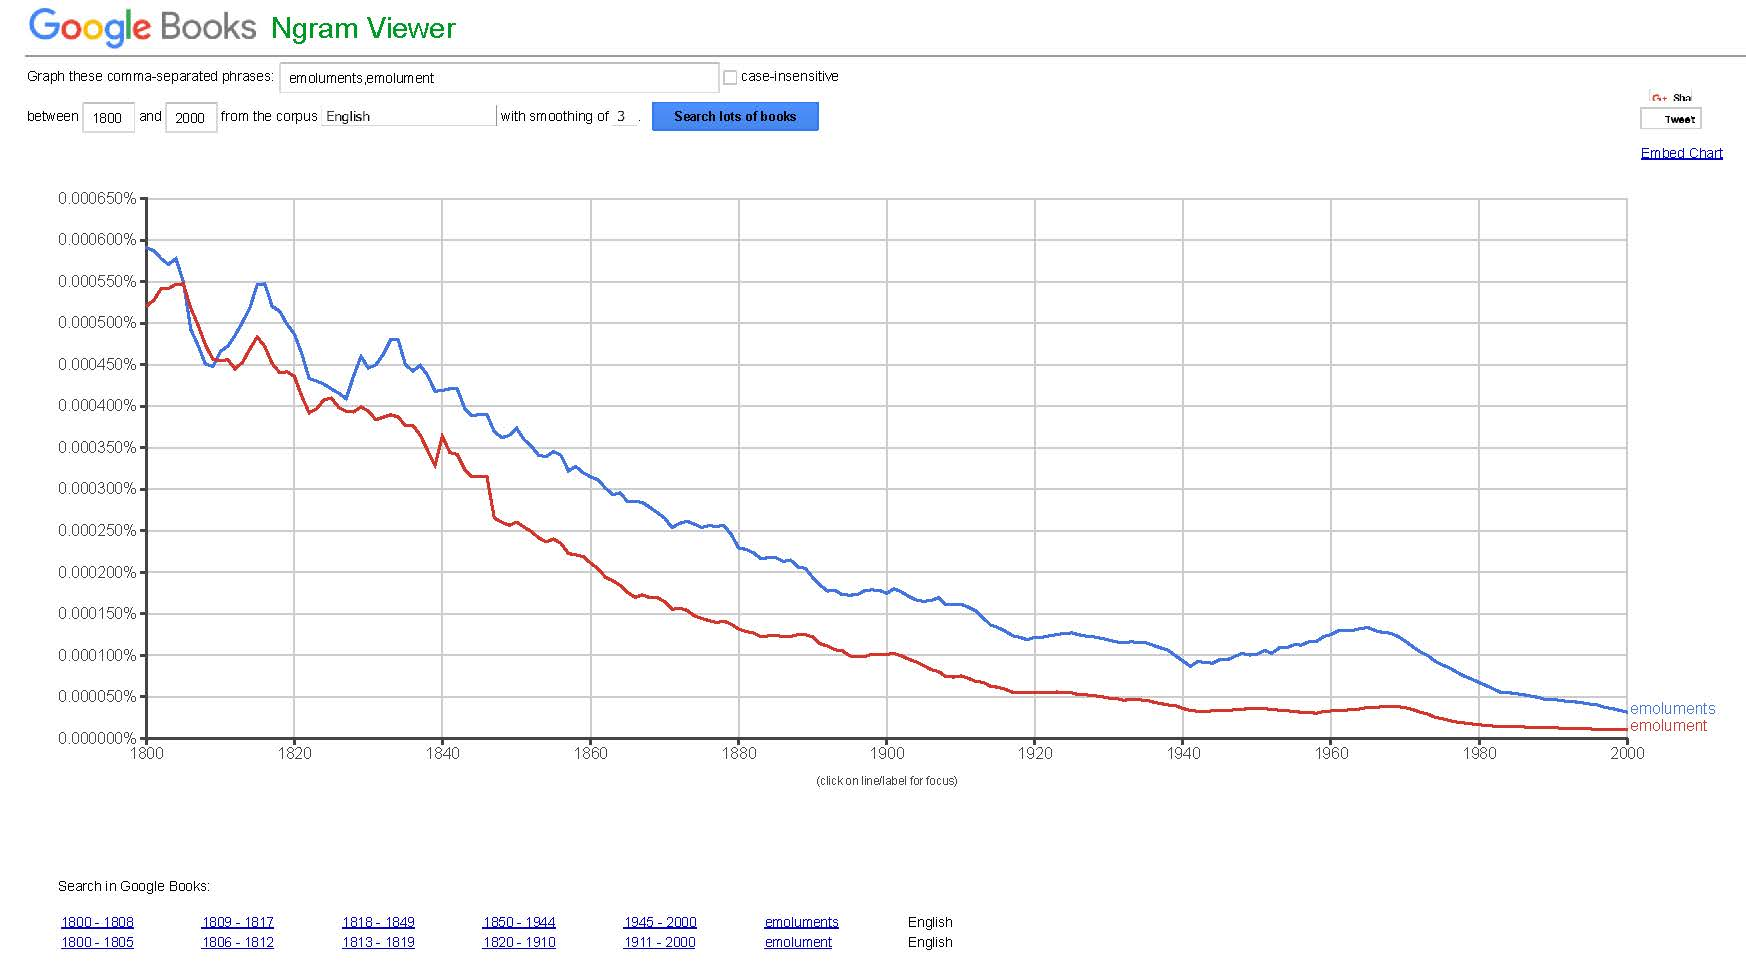 Google Books Ngram Viewer
Graph these comma-separated phrases: emoluments,emolument case-insensitive
between 1800 and 2000 from the corpus English with smoothing of 3 . Search lots of books
G+ Shai
Tweet
Embed Chart
0.000650%
0.000600%
0.000550%
0.000500%
0.000450%
0.000400%
0.000350%
0.000300%
0.000250%
0.000200%
0.000150%
0.000100%
0.000050%
0.000000%
emoluments
emolument
1800 1820 1840 1860 1880 1900 1920 1940 1960 1980 2000
(click on line/label for focus)
Search in Google Books:
1800 - 1808 1809 - 1817 1818 - 1849 1850 - 1944 1945 - 2000 emoluments English
1800 - 1805 1806 - 1812 1813 - 1819 1820 - 1910 1911 - 2000 emolument English